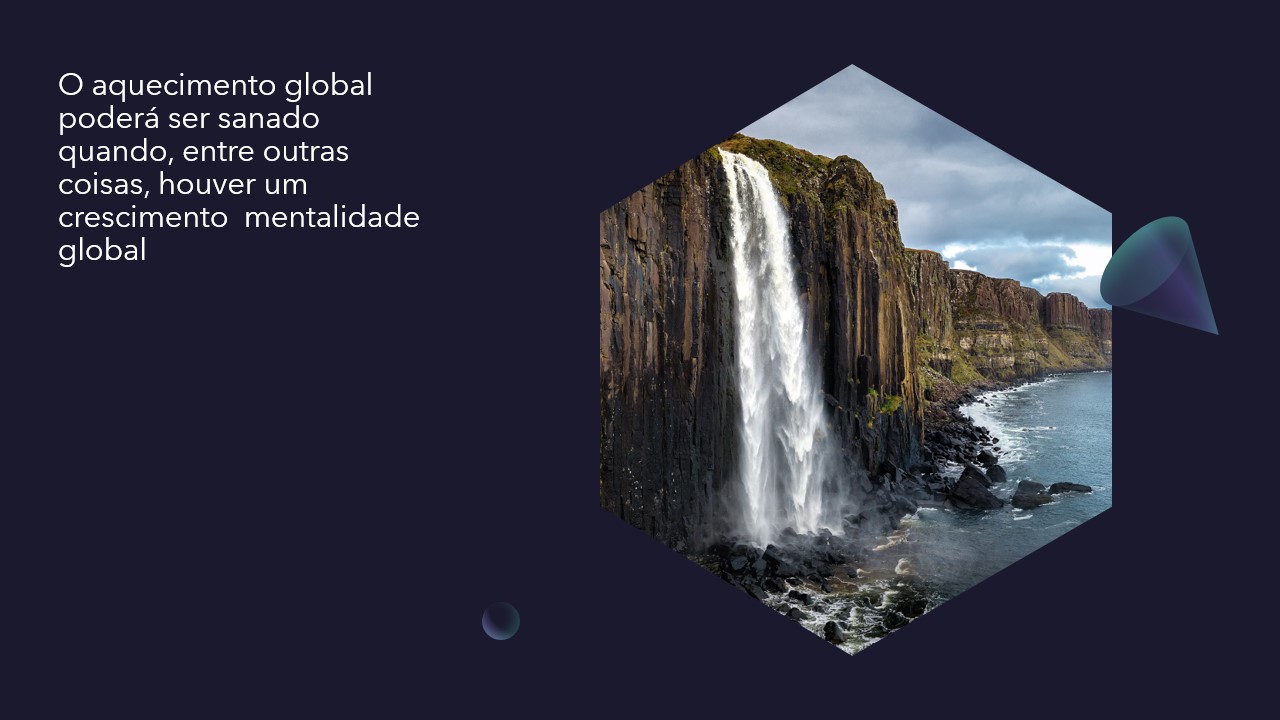 O aquecimento global
poderá ser sanado
quando, entre outras
coisas, houver um
crescimento  mentalidade
global